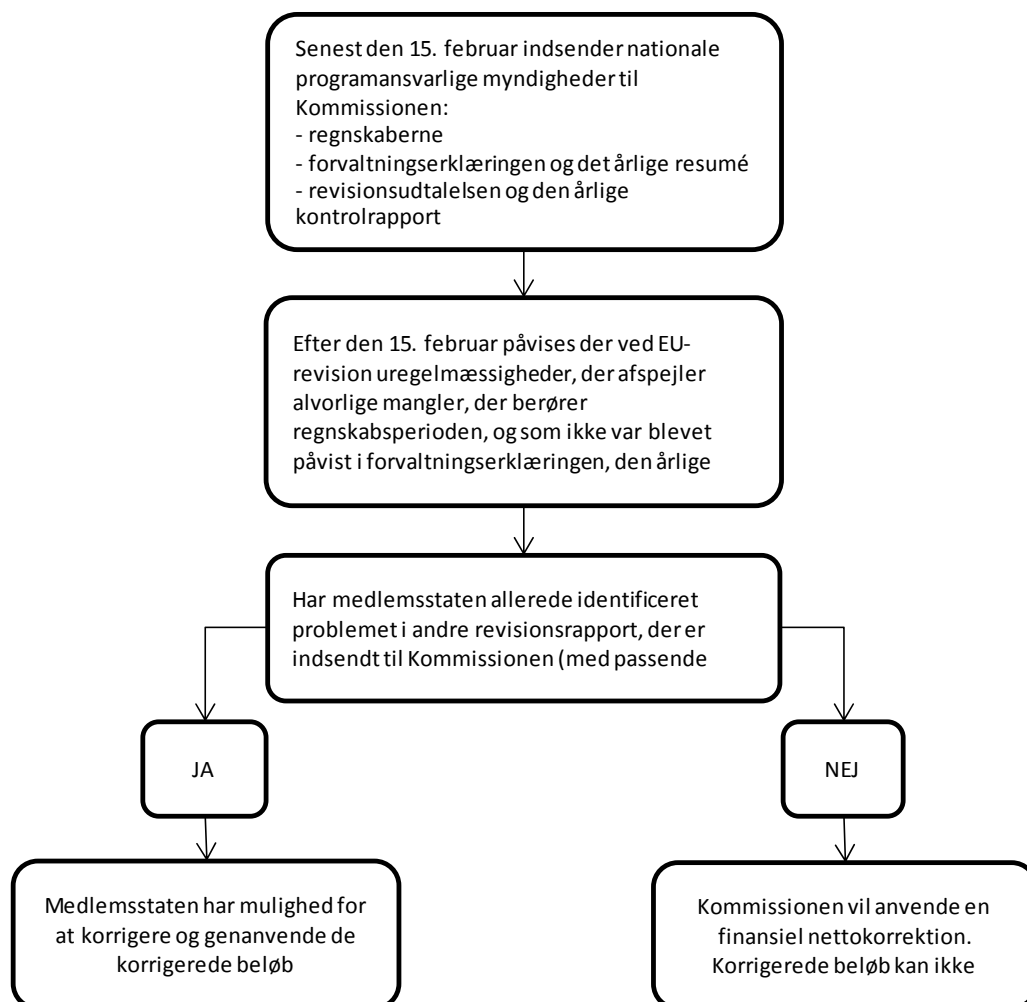 Senest den 15. februar indsender nationale
programansvarlige myndigheder til
Kommissionen:
- regnskaberne
- forvaltningserklæringen og det årlige resumé
- revisionsudtalelsen og den årlige
kontrolrapport
Efter den 15. februar påvises der ved EU-
revision uregelmæssigheder, der afspejler
alvorlige mangler, der berører
regnskabsperioden, og som ikke var blevet
påvist i forvaltningserklæringen, den årlige
Har medlemsstaten allerede identificeret
problemet i andre revisionsrapport, der er
indsendt til Kommissionen (med passende
JA
NEJ
Medlemsstaten har mulighed for
at korrigere og genanvende de
korrigerede beløb
Kommissionen vil anvende en
finansiel nettokorrektion.
Korrigerede beløb kan ikke